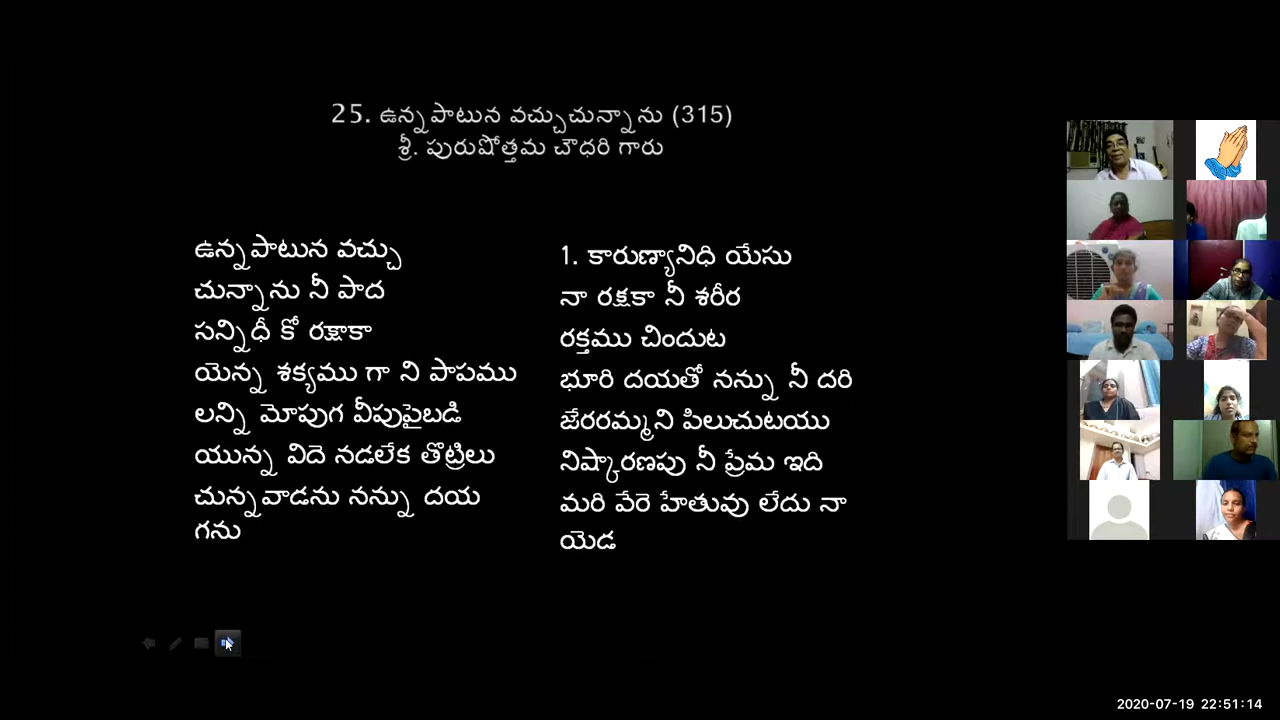 25. ఉన్నపాటున వచ్చుచున్నాను (315)
శ్రీ. పురుషోత్తమ చౌధరి గారు
ఉన్నపాటున వచ్చు
చున్నాను నీ పాద
సన్నిధీ కో రక్షాకా
యెన్న శక్యము గా ని పాపము
లన్ని మోపుగ వీపుపైబడి
యున్న విదె నడలేక తొట్రిలు
చున్నవాడను నన్ను దయ
గను
1. కారుణ్యానిధి యేసు
నా రక్షకా నీ శరీర
రక్తము చిందుట
భూరి దయతో నన్ను నీ దరి
జేరరమ్మని పిలుచుటయు
నిష్కారణపు నీ ప్రేమ ఇది
మరి వేరె హేతువు లేదు నా
యెడ
2020-07-19 22:51:14